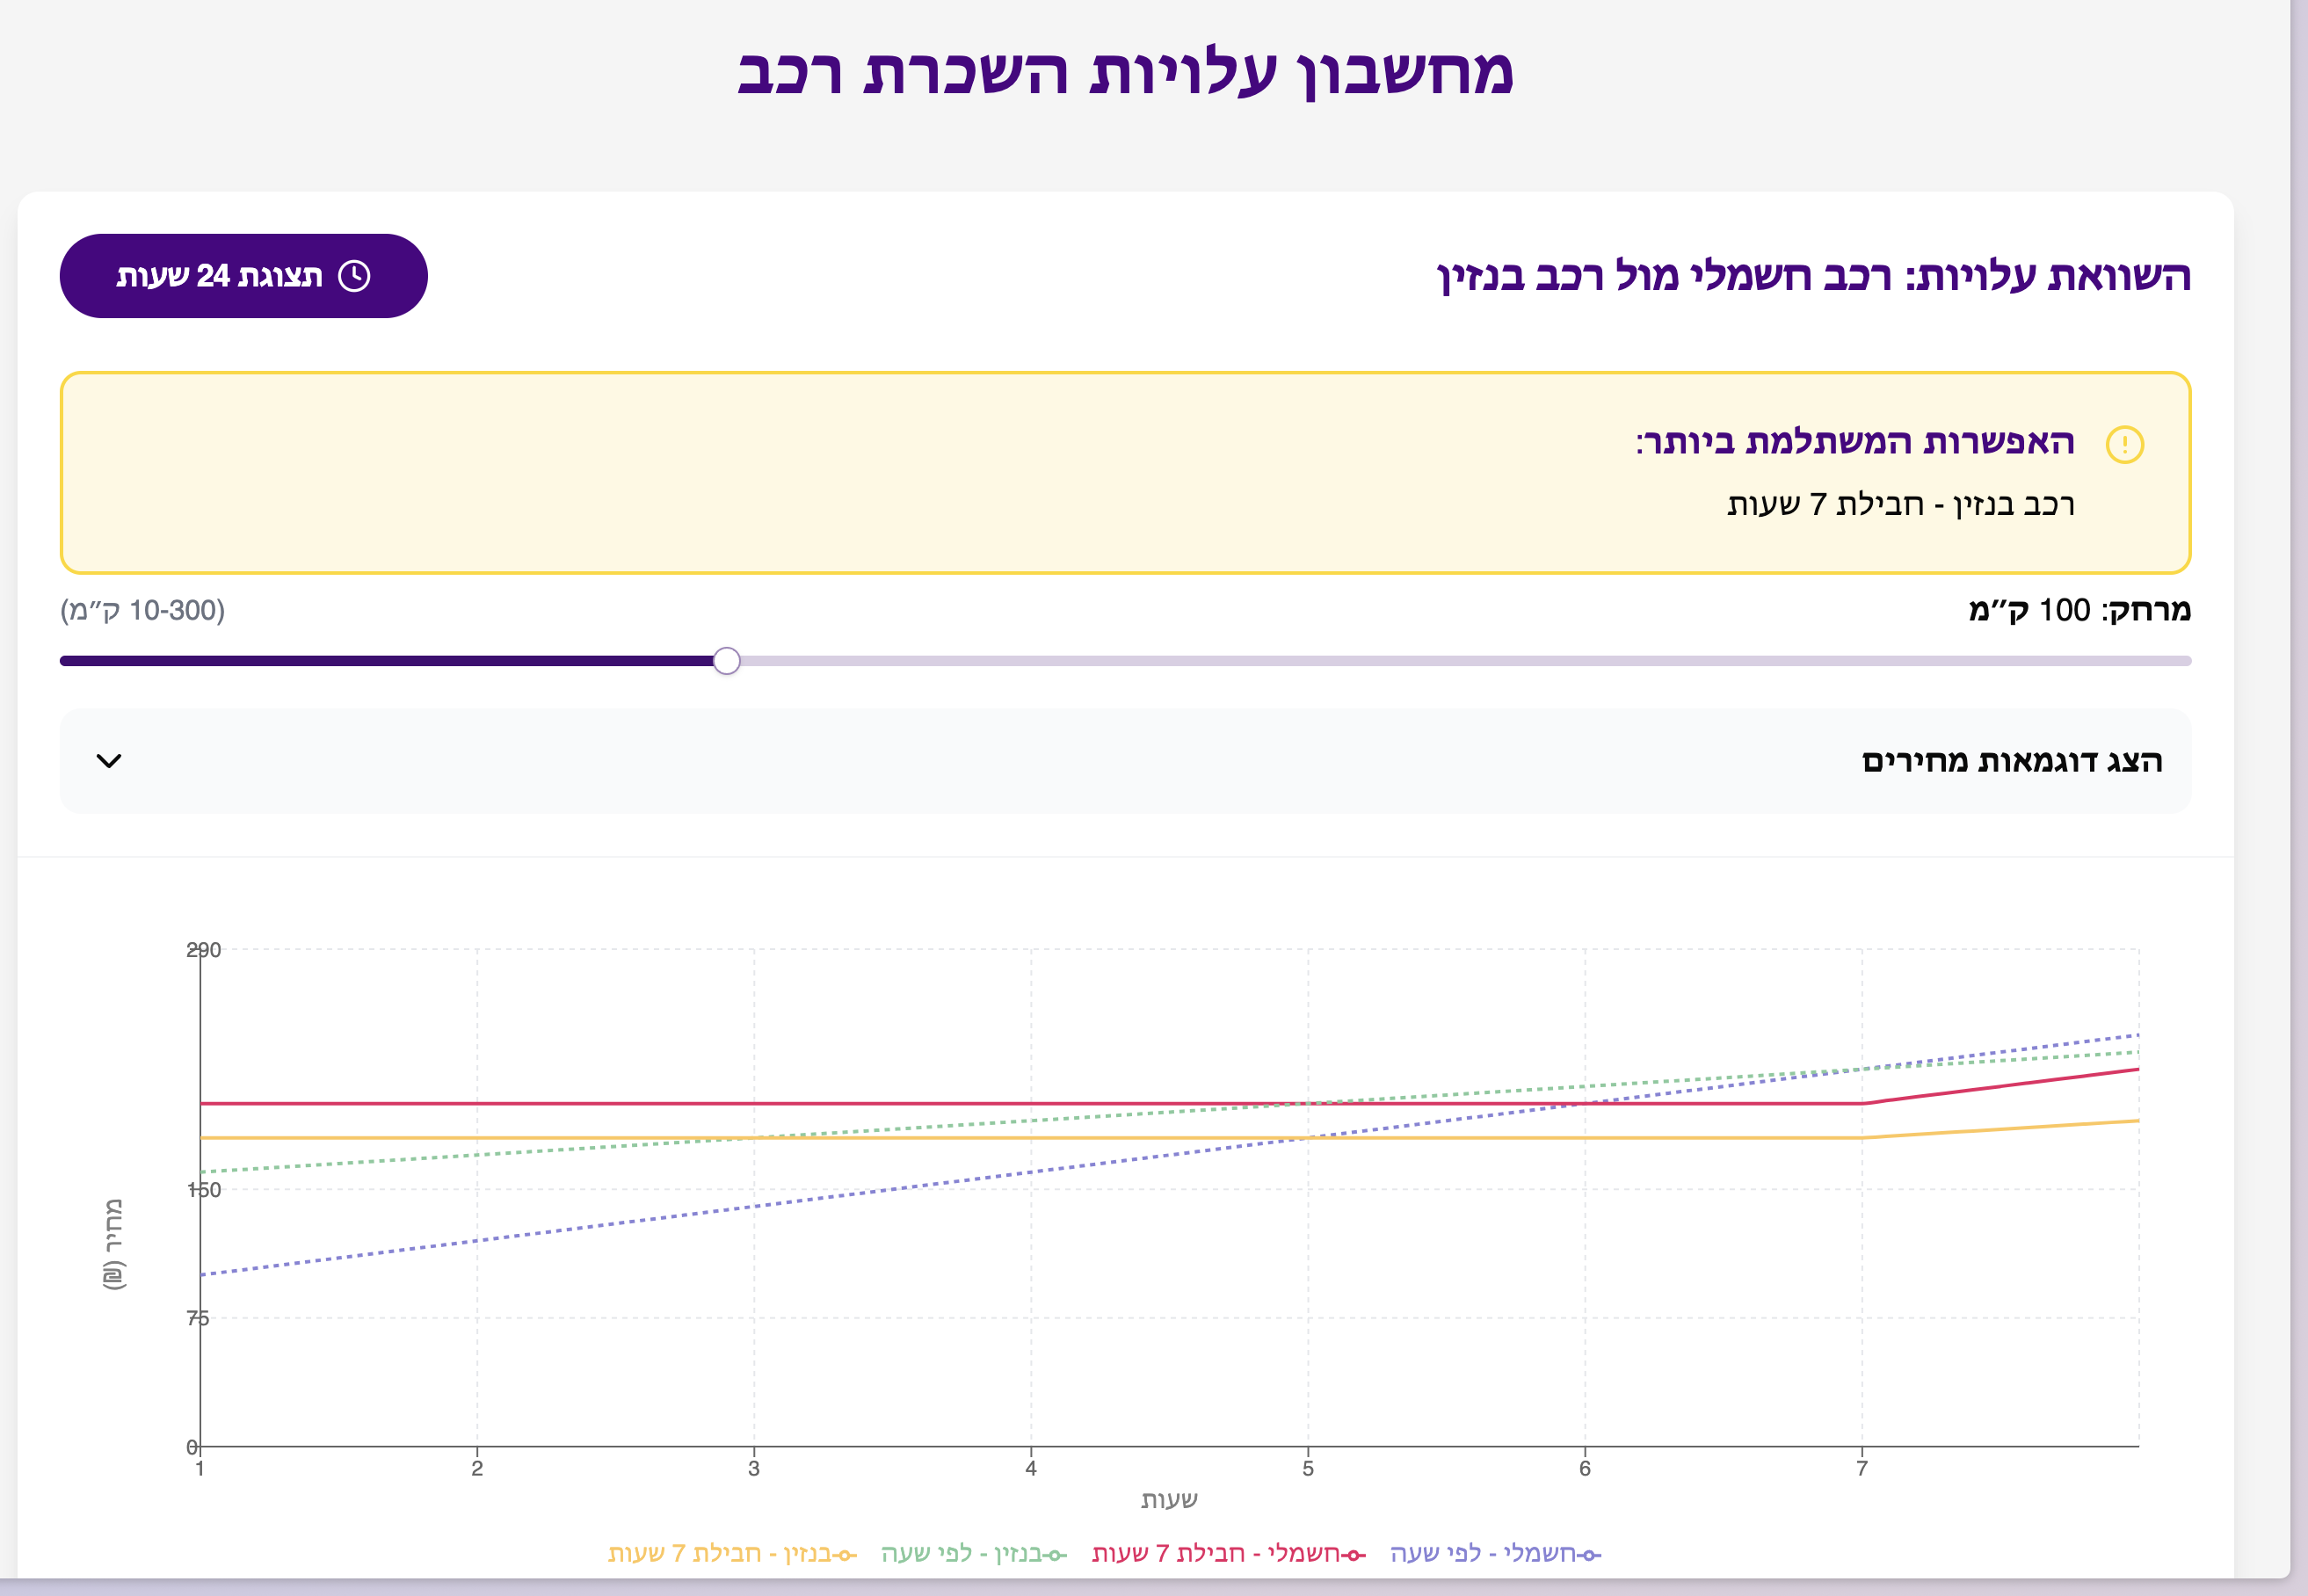 מחשבון עלויות השכרת רכב
השוואת עלויות: רכב חשמלי מול רכב בנזין
תצוגת 24 שעות
האפשרות המשתלמת ביותר:
רכב בנזין - חבילת 7 שעות
מרחק: 100 ק״מ
(10-300 ק״מ)
הצג דוגמאות מחירים
290
150
75
0
מחיר (₪)
1 2 3 4 5 6 7
שעות
חשמלי - לפי שעה חשמלי - חבילת 7 שעות בנזין - לפי שעה בנזין - חבילת 7 שעות